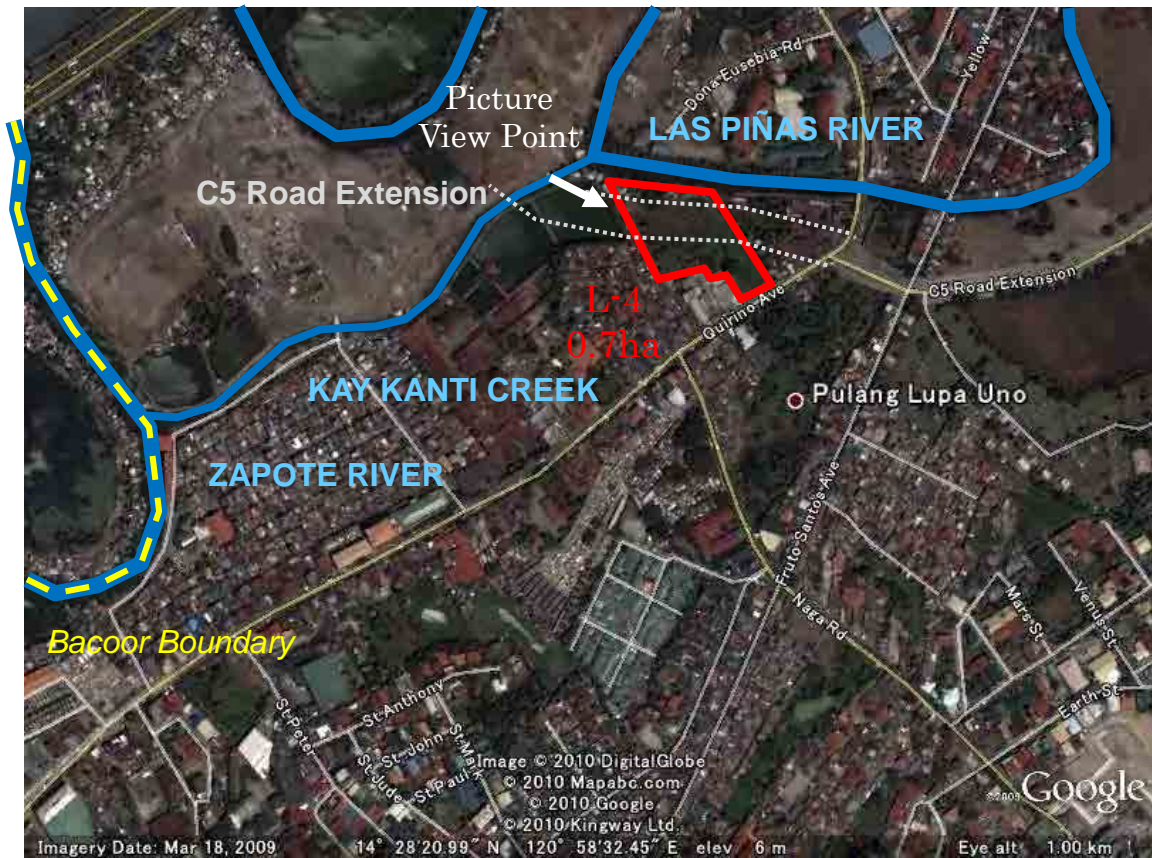 Dona Eusebia Rd
Yellow
Picture
View Point
LAS PIÑAS RIVER
C5 Road Extension
C5 Road Extension
L-4
0.7ha
Quirino Ave
KAY KANTI CREEK
Pulang Lupa Uno
ZAPOTE RIVER
Fruto Santos Ave
Naga Rd
Mars St
Venus St
Earth St
Bacoor Boundary
St Peter
St Anthony
St John
St Mark
St Jude
St Paul
Image © 2010 DigitalGlobe
© 2010 Mapabc.com
© 2010 Google
© 2010 Kingway Ltd.
©2009 Google
Imagery Date: Mar 18, 2009 14° 28'20.99" N 120° 58'32.45" E elev 6 m Eye alt 1.00 km